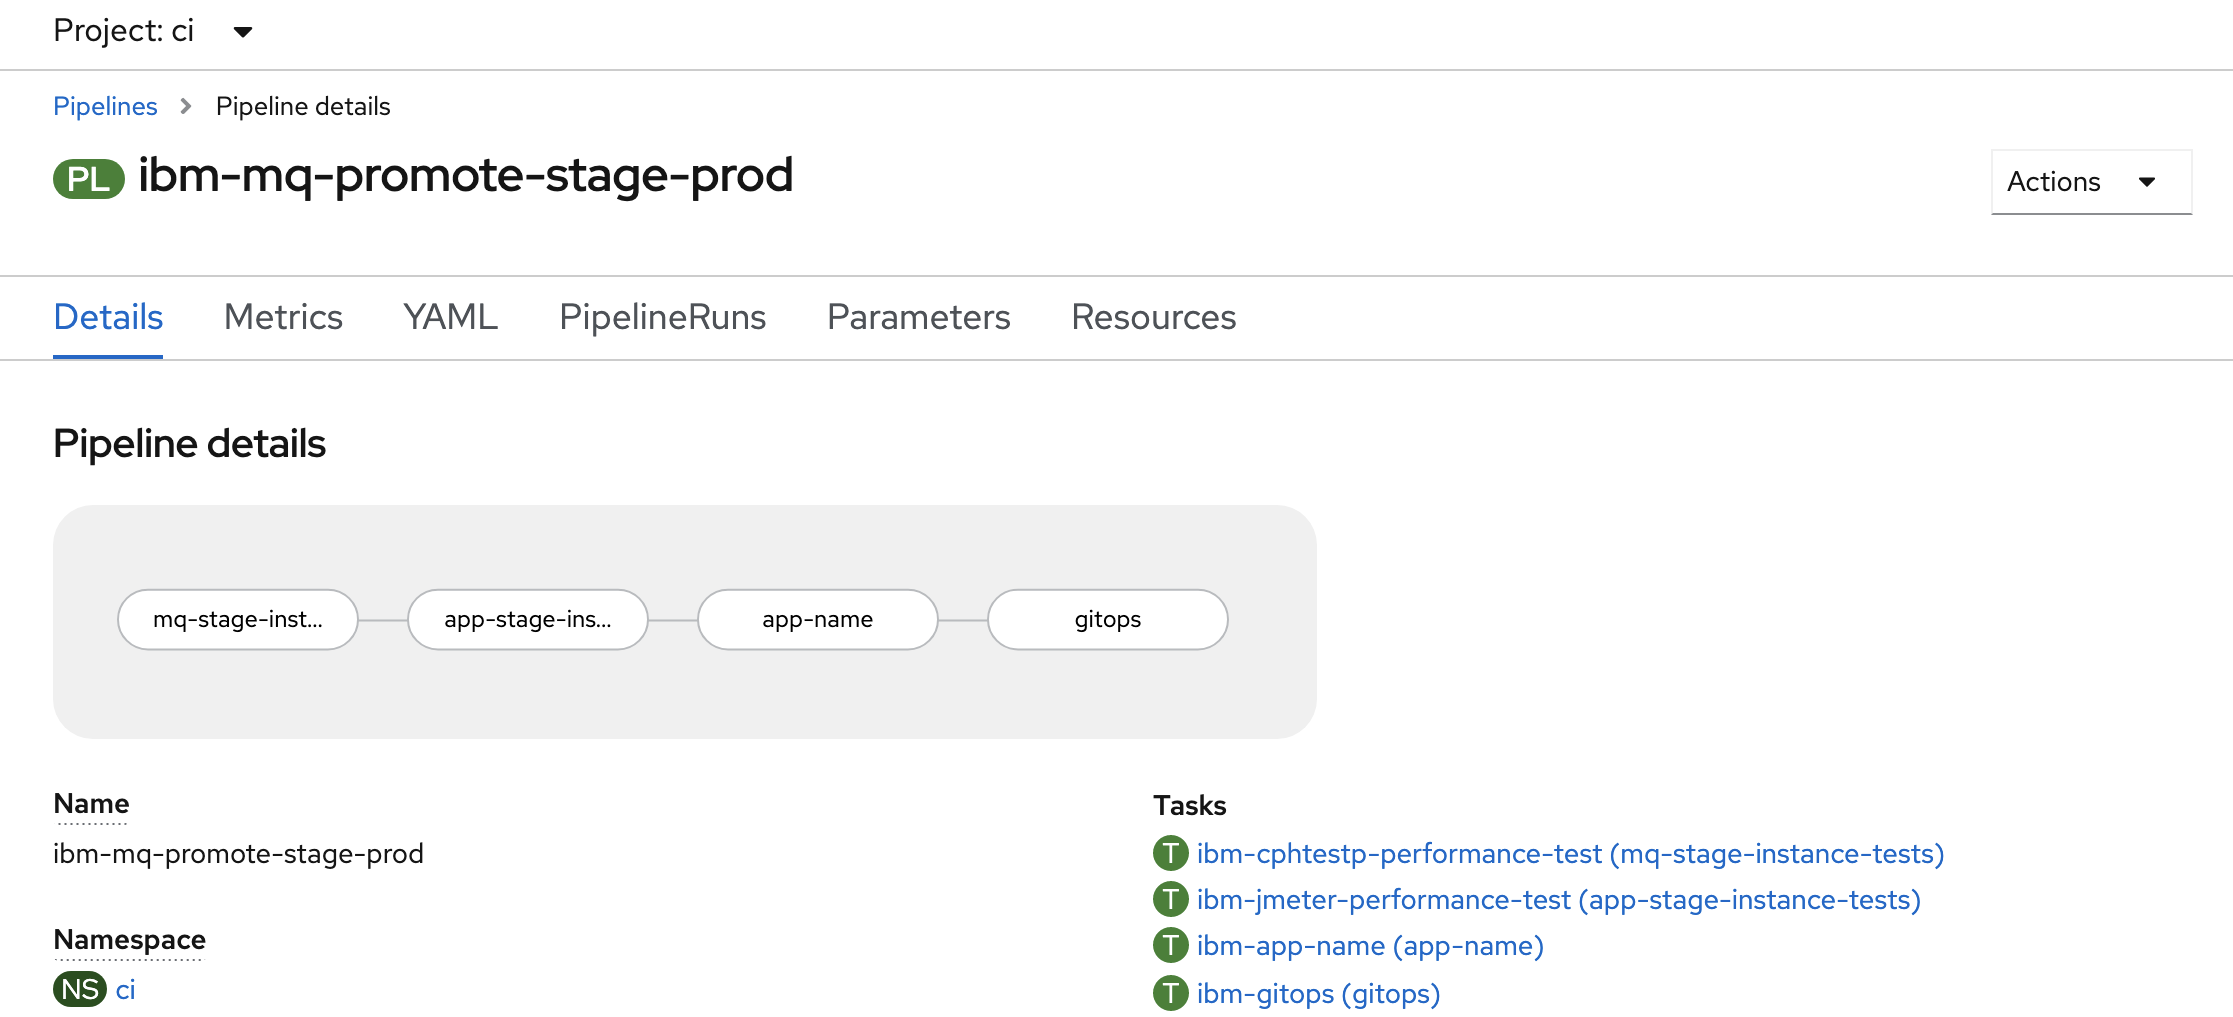 Project: ci
Pipelines > Pipeline details
PL ibm-mq-promote-stage-prod
Actions
Details Metrics YAML PipelineRuns Parameters Resources
Pipeline details
mq-stage-inst... app-stage-ins... app-name gitops
Name
ibm-mq-promote-stage-prod
Namespace
NS ci
Tasks
T ibm-cphtestp-performance-test (mq-stage-instance-tests)
T ibm-jmeter-performance-test (app-stage-instance-tests)
T ibm-app-name (app-name)
T ibm-gitops (gitops)